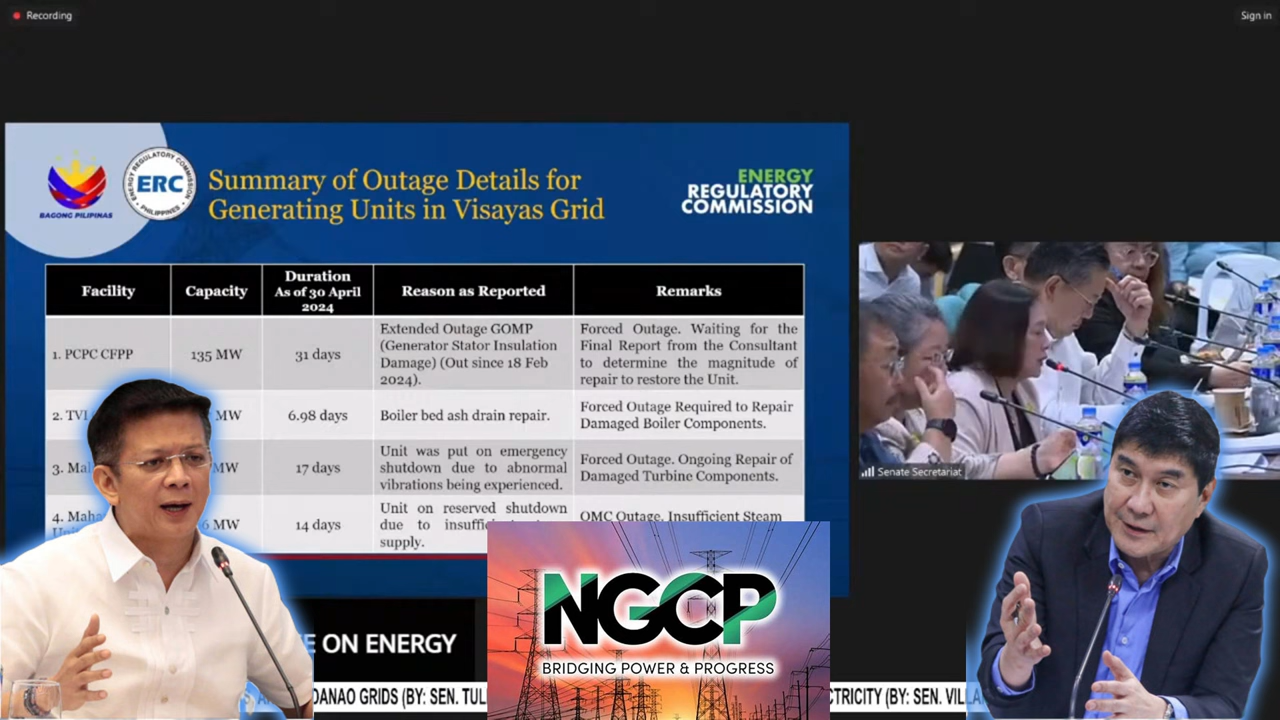 Recording
Sign in
BAGONG PILIPINAS
ENERGY REGULATORY COMMISSION
ERC
PHILIPPINES
Summary of Outage Details for
Generating Units in Visayas Grid
ENERGY
REGULATORY
COMMISSION
Facility
Capacity
Duration
As of 30 April
2024
Reason as Reported
Remarks
1. PCPC CFPP
135 MW
31 days
Extended Outage GOMP
(Generator Stator Insulation
Damage) (Out since 18 Feb
2024).
Forced Outage. Waiting for the
Final Report from the Consultant
to determine the magnitude of
repair to restore the Unit.
2. TVI
MW
6.98 days
Boiler bed ash drain repair.
Forced Outage Required to Repair
Damaged Boiler Components.
3.
MW
17 days
Unit was put on emergency
shutdown due to abnormal
vibrations being experienced.
Forced Outage. Ongoing Repair of
Damaged Turbine Components.
4.
6 MW
14 days
Unit on reserved shutdown
due to
supply.
OMC Outage. Insufficient Steam
Senate Secretariat
ON ENERGY
NGCP
BRIDGING POWER & PROGRESS
DANAO GRIDS (BY: SEN. TUL
CTRICITY (BY: SEN. VILLA